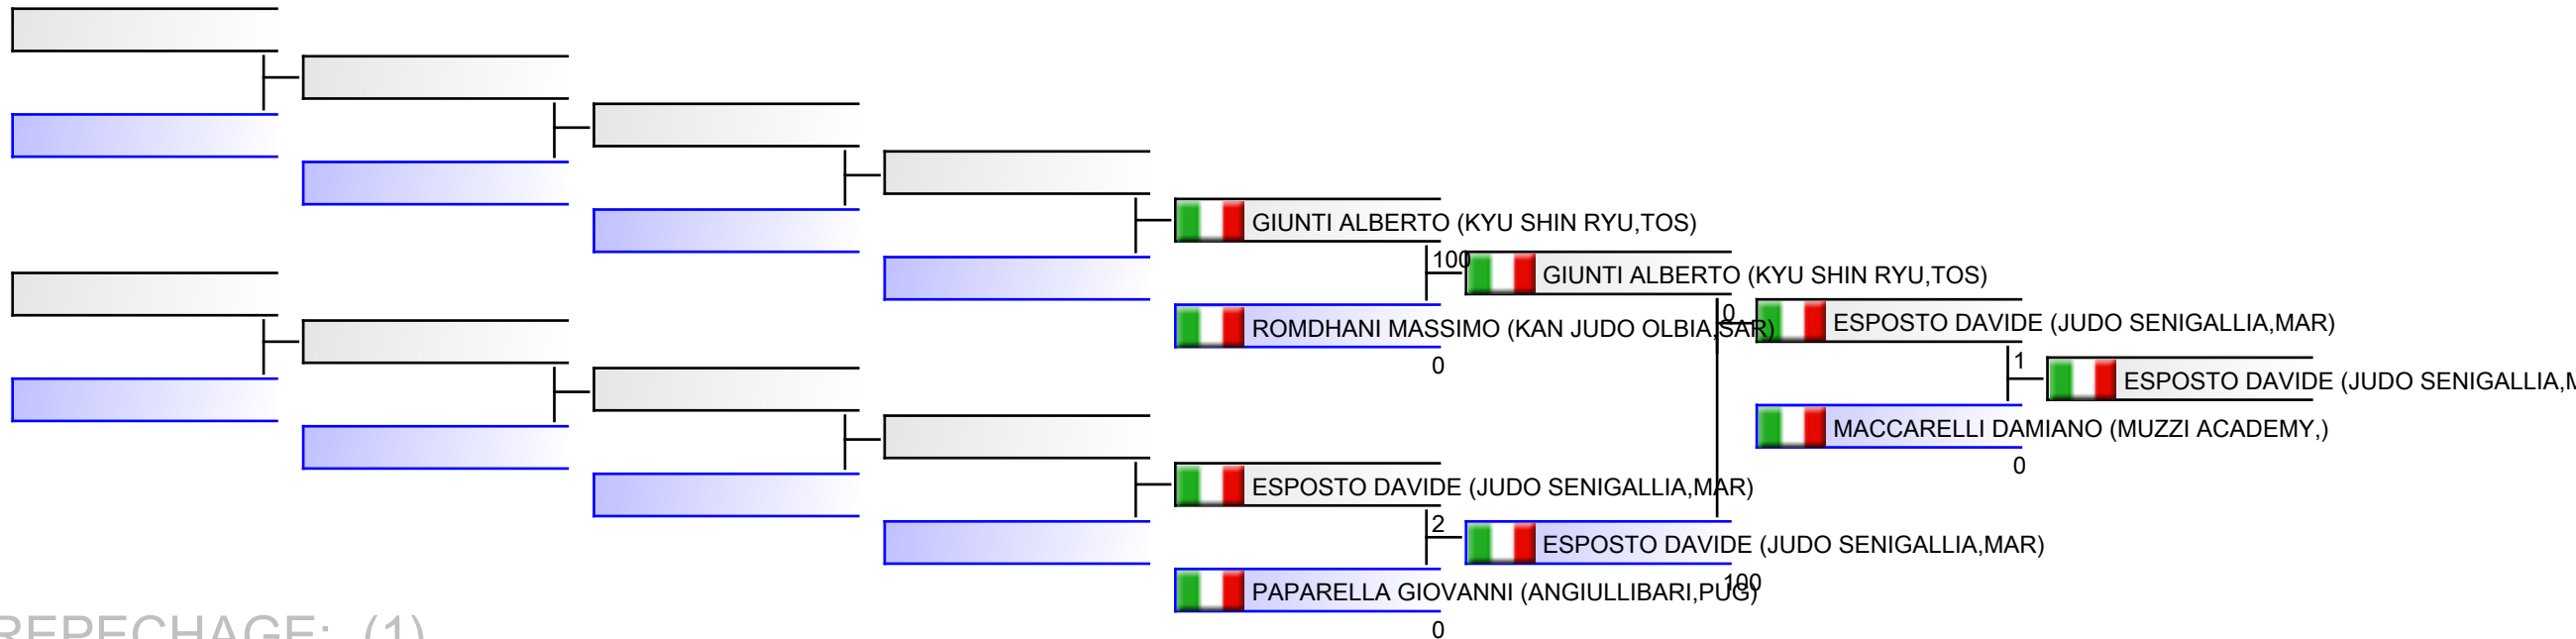 GIUNTI ALBERTO (KYU SHIN RYU,TOS)
100
GIUNTI ALBERTO (KYU SHIN RYU,TOS)
ROMDHANI MASSIMO (KAN JUDO OLBIA,SAR)
0
0
ESPOSTO DAVIDE (JUDO SENIGALLIA,MAR)
1
ESPOSTO DAVIDE (JUDO SENIGALLIA,M
MACCARELLI DAMIANO (MUZZI ACADEMY,)
0
ESPOSTO DAVIDE (JUDO SENIGALLIA,MAR)
2
ESPOSTO DAVIDE (JUDO SENIGALLIA,MAR)
100
PAPARELLA GIOVANNI (ANGIULLIBARI,PUG)
0
REPECHAGE: (1)